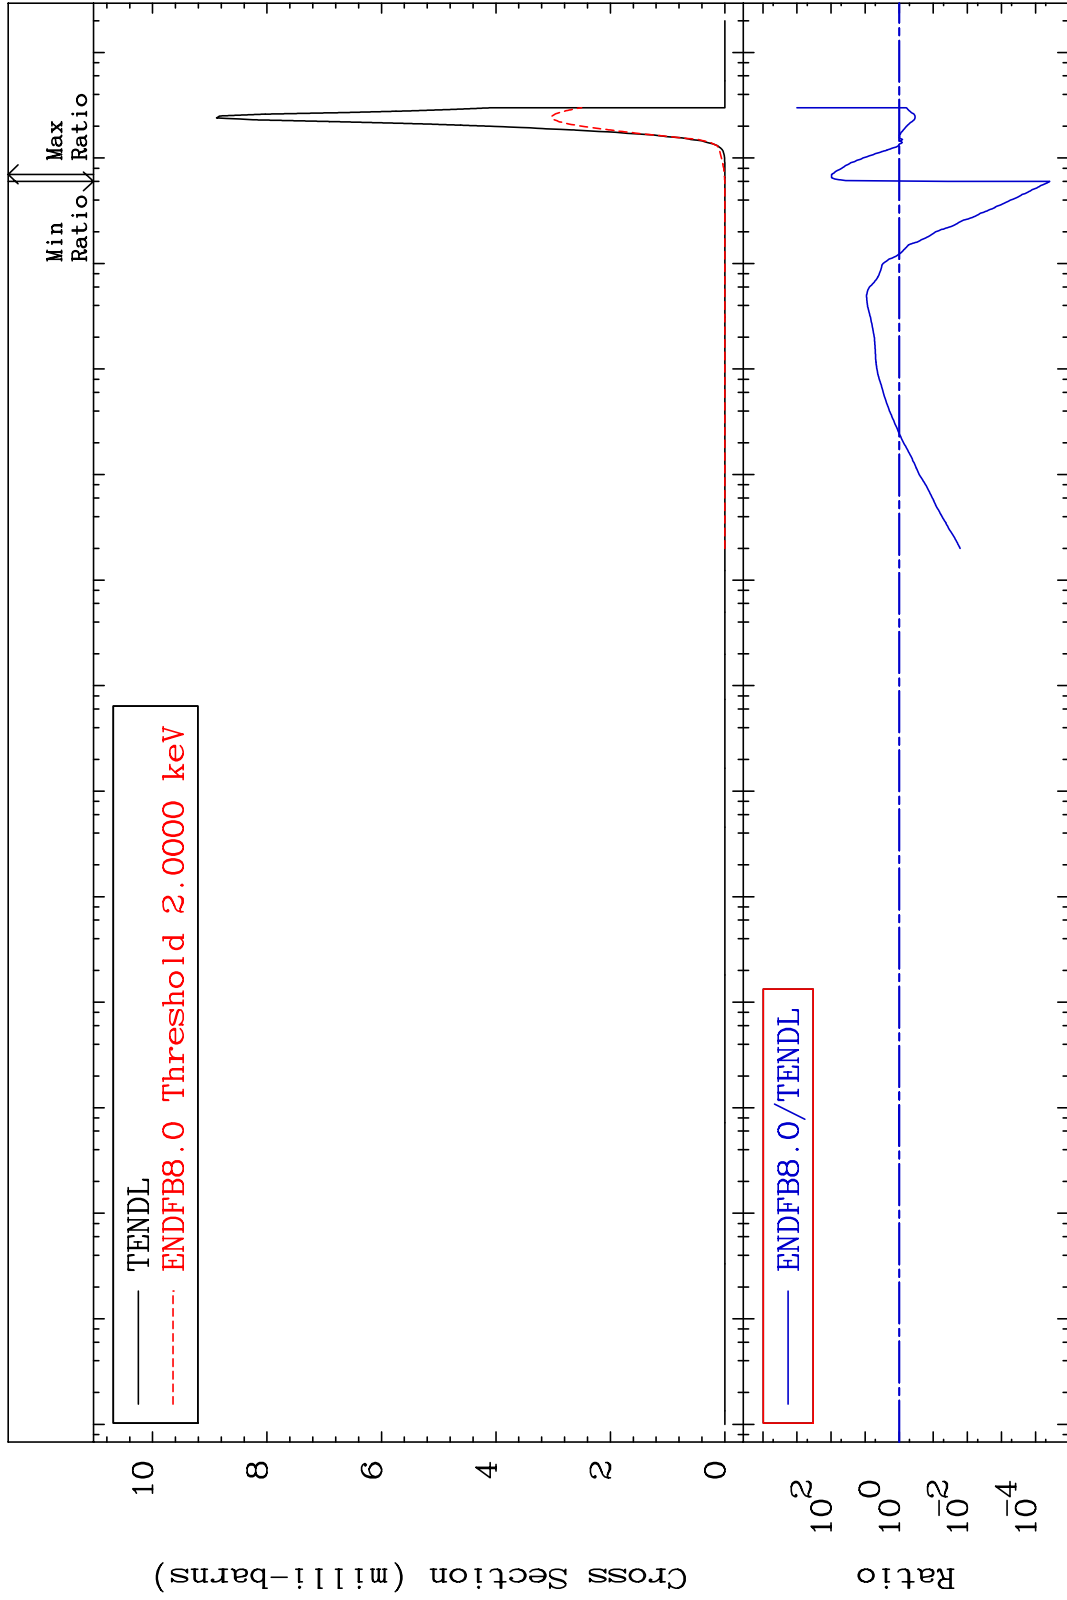 Max
Ratio
Min
Ratio
TENDL
ENDFB8.0 Threshold 2.0000 keV
10
8
6
4
2
0
Cross Section (milli-barns)
ENDFB8.0/TENDL
10 2
10 0
10 -2
10 -4
Ratio